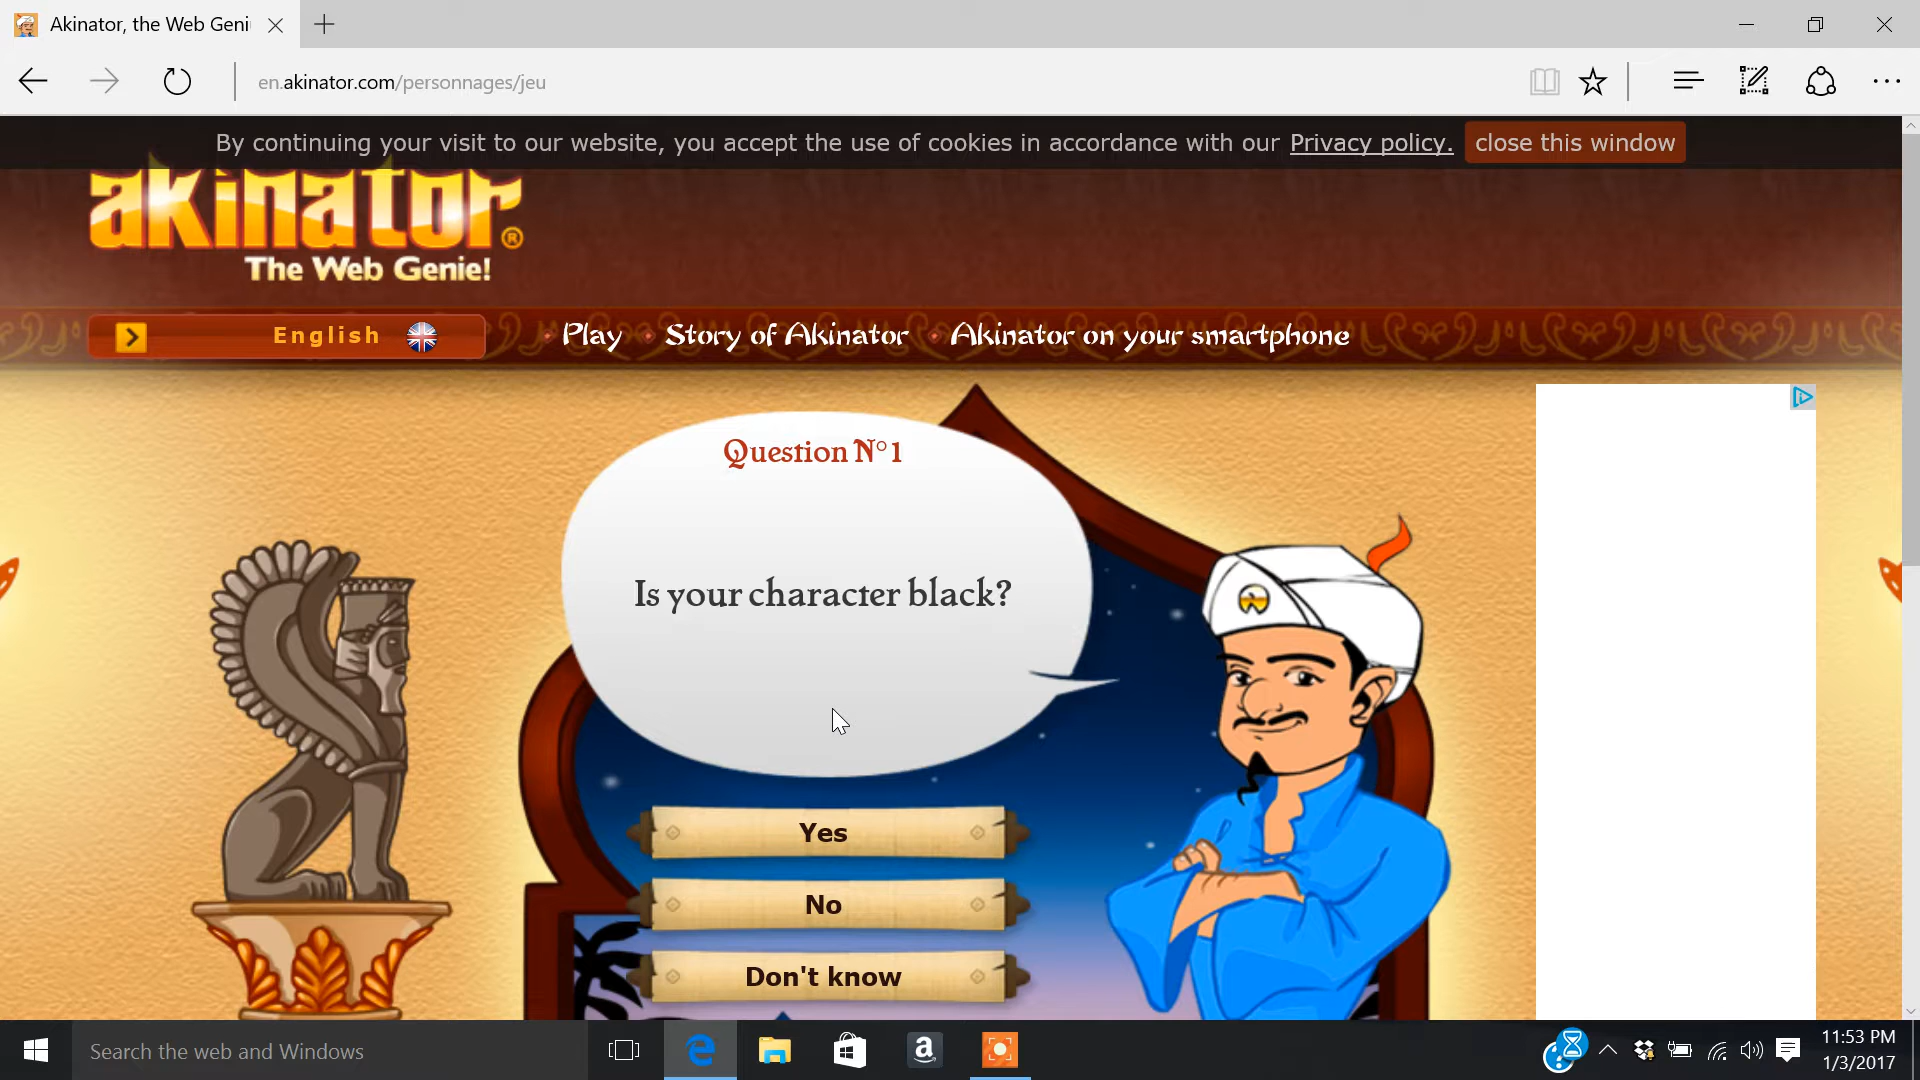 Akinator, the Web Geni
en.akinator.com/personnages/jeu
By continuing your visit to our website, you accept the use of cookies in accordance with our Privacy policy. close this window
akinator®
The Web Genie!
English Play Story of Akinator Akinator on your smartphone
Question N°1
Is your character black?
Yes
No
Don't know
Search the web and Windows
11:53 PM
1/3/2017